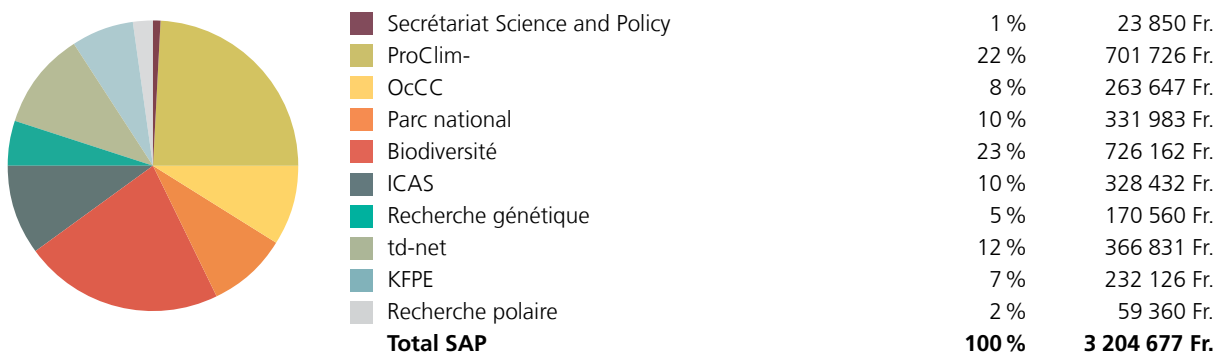 Secrétariat Science and Policy 1 % 23 850 Fr.
ProClim- 22 % 701 726 Fr.
OcCC 8 % 263 647 Fr.
Parc national 10 % 331 983 Fr.
Biodiversité 23 % 726 162 Fr.
ICAS 10 % 328 432 Fr.
Recherche génétique 5 % 170 560 Fr.
td-net 12 % 366 831 Fr.
KFPE 7 % 232 126 Fr.
Recherche polaire 2 % 59 360 Fr.
Total SAP 100 % 3 204 677 Fr.